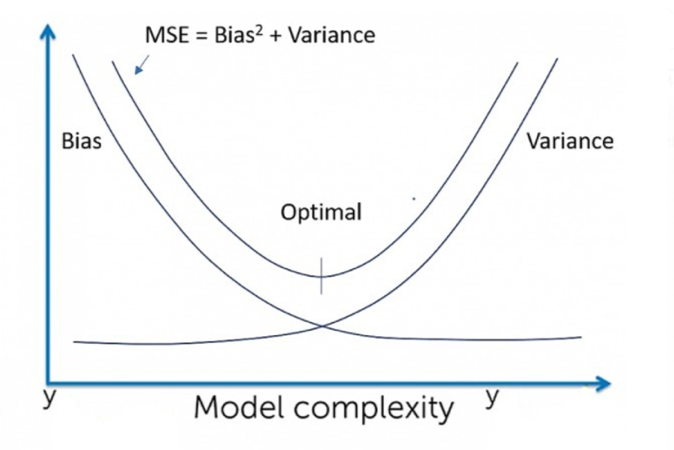 MSE = Bias² + Variance
Bias
Variance
Optimal
y
Model complexity
y